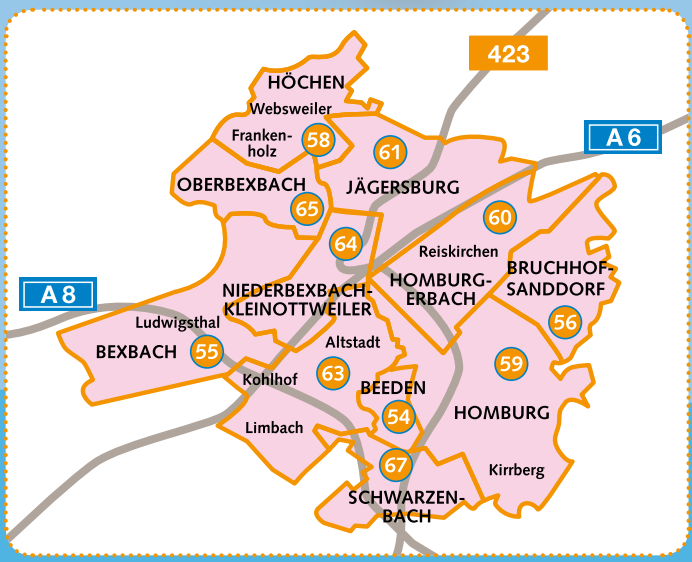 423
HÖCHEN
Websweiler
A 6
Franken-
holz
58
61
OBERBEXBACH
JÄGERSBURG
65
60
64
Reiskirchen
BRUCHHOF-
SANDDORF
HOMBURG-
ERBACH
A 8
NIEDERBEXBACH-
KLEINOTTWEILER
56
Ludwigsthal
BEXBACH
55
Altstadt
59
Kohlhof
63
BEEDEN
54
HOMBURG
Limbach
67
Kirrberg
SCHWARZEN-
BACH